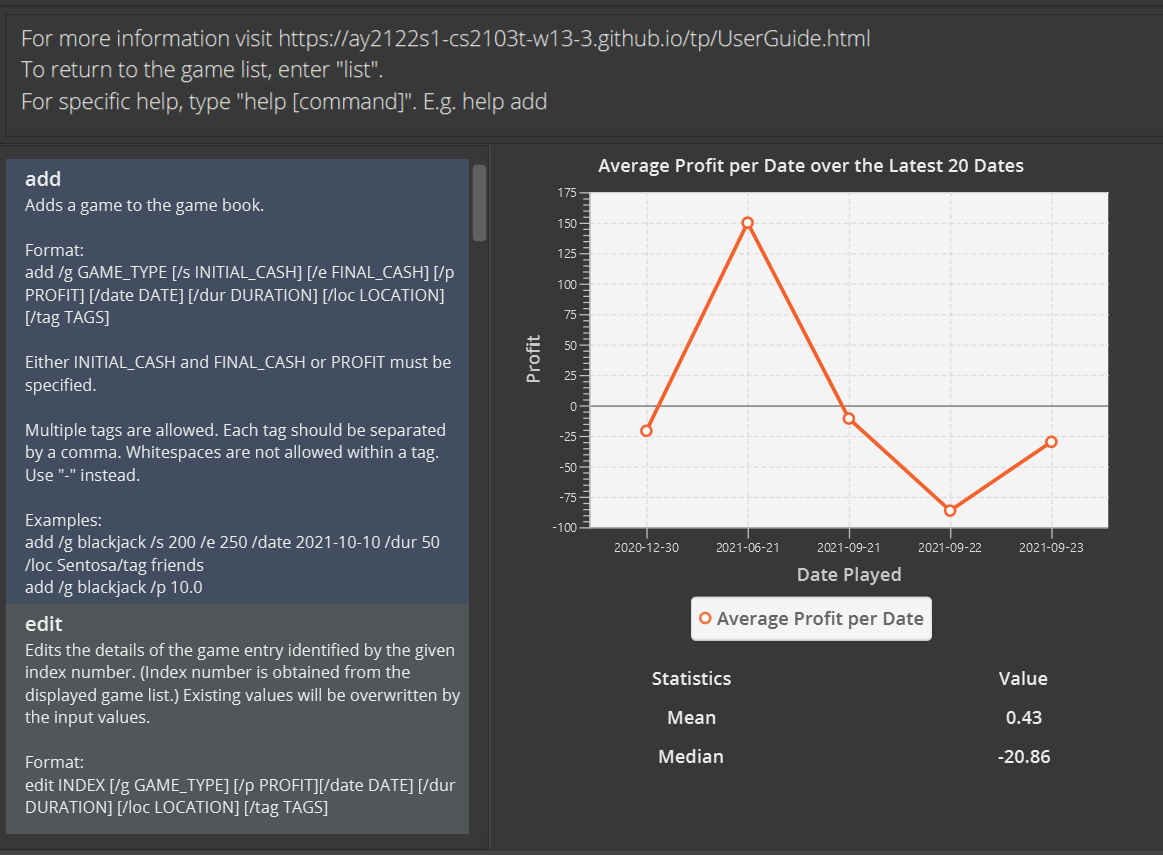 For more information visit https://ay2122s1-cs2103t-w13-3.github.io/tp/UserGuide.html
To return to the game list, enter "list".
For specific help, type "help [command]". E.g. help add
add
Adds a game to the game book.
Format:
add /g GAME_TYPE [/s INITIAL_CASH] [/e FINAL_CASH] [/p
PROFIT] [/date DATE] [/dur DURATION] [/loc LOCATION]
[/tag TAGS]
Either INITIAL_CASH and FINAL_CASH or PROFIT must be
specified.
Multiple tags are allowed. Each tag should be separated
by a comma. Whitespaces are not allowed within a tag.
Use "-" instead.
Examples:
add /g blackjack /s 200 /e 250 /date 2021-10-10 /dur 50
/loc Sentosa/tag friends
add /g blackjack /p 10.0
edit
Edits the details of the game entry identified by the given
index number. (Index number is obtained from the
displayed game list.) Existing values will be overwritten by
the input values.
Format:
edit INDEX [/g GAME_TYPE] [/p PROFIT][/date DATE] [/dur
DURATION] [/loc LOCATION] [/tag TAGS]
Average Profit per Date over the Latest 20 Dates
175
150
125
100
75
50
25
0
-25
-50
-75
-100
Profit
2020-12-30 2021-06-21 2021-09-21 2021-09-22 2021-09-23
Date Played
Average Profit per Date
Statistics Value
Mean 0.43
Median -20.86